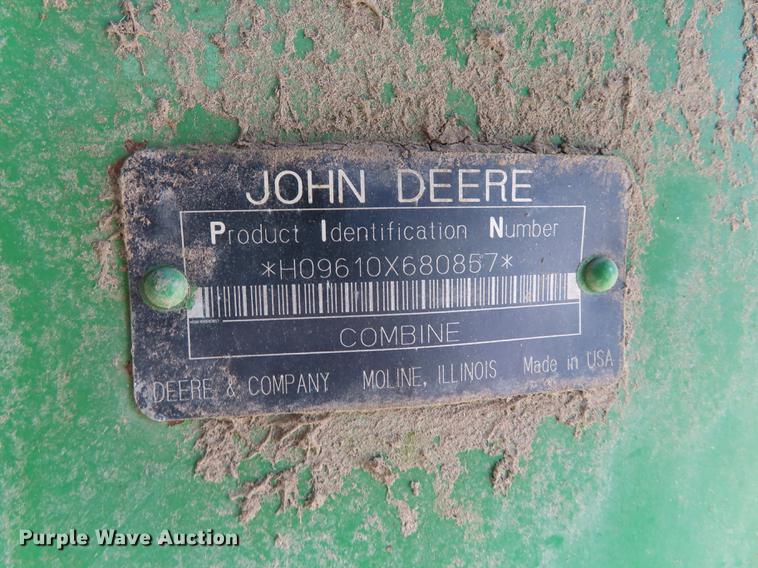 JOHN DEERE
Product Identification Number
*H09610X680857*
COMBINE
DEERE & COMPANY MOLINE, ILLINOIS Made in USA
Purple Wave Auction